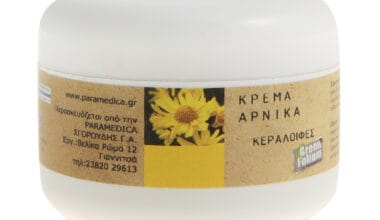 www.paramedica.gr
Παρασκευάζεται από την
PARAMEDICA
ΣΓΟΡΟΥΔΗΣ Γ.Α.
Εργ.:Βελίκα Ρώμα 12
Γιαννιτσά
τηλ:23820 29613
ΚΡΕΜΑ
ΑΡΝΙΚΑ
ΚΕΡΑΛΟΙΦΕΣ
Green
Folium